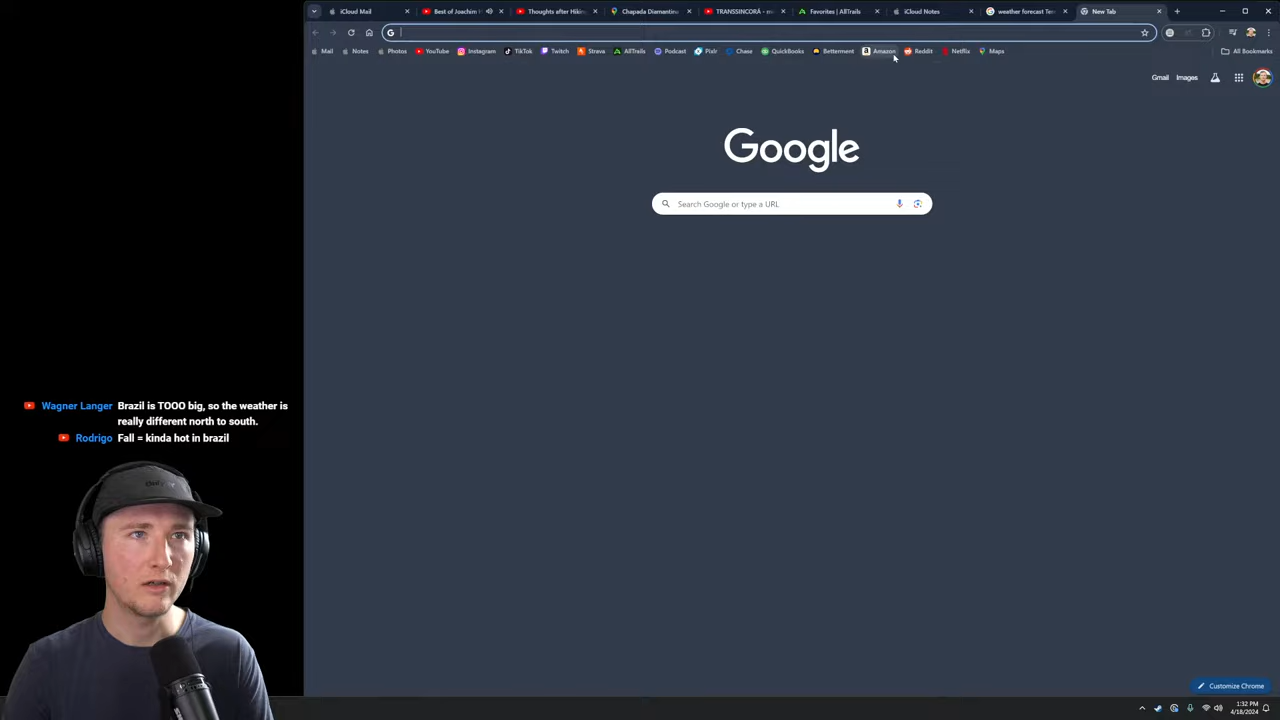 iCloud Mail
Best of Joachim
Thoughts after Hikin
Chapada Diamantina
TRANSSINCORÁ
Favorites | AllTrails
iCloud Notes
weather forecast
New Tab
Mail
Notes
Photos
YouTube
Instagram
TikTok
Twitch
Strava
AllTrails
Podcast
Pixlr
Chase
QuickBooks
Betterment
Amazon
Reddit
Netflix
Maps
All Bookmarks
Gmail
Images
Google
Search Google or type a URL
Wagner Langer Brazil is TOOO big, so the weather is
really different north to south.
Rodrigo Fall = kinda hot in brazil
Customize Chrome
1:32 PM
4/18/2024